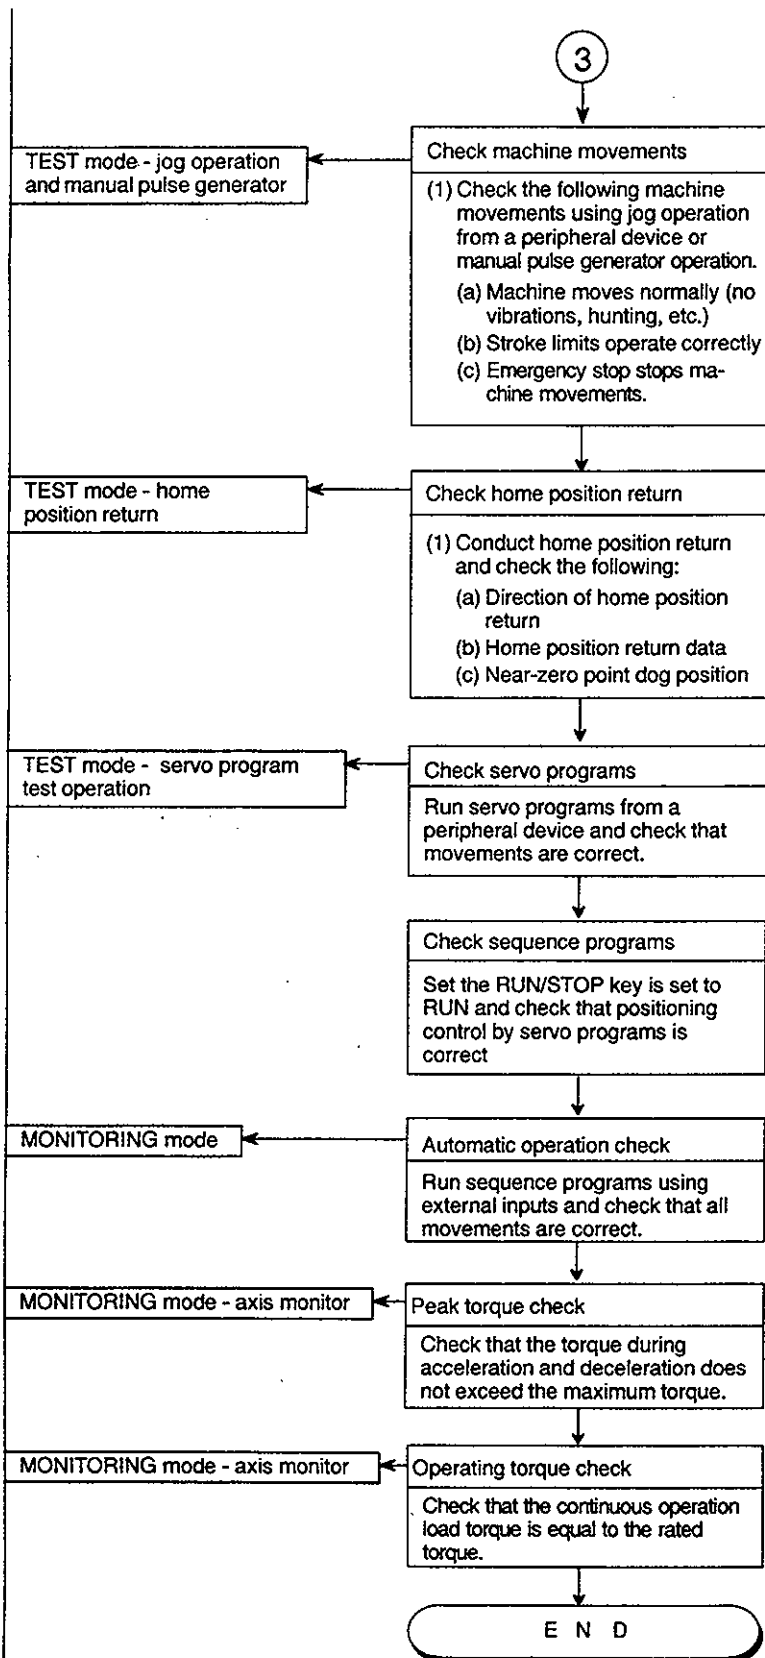 3
TEST mode - jog operation
and manual pulse generator
Check machine movements
(1) Check the following machine
movements using jog operation
from a peripheral device or
manual pulse generator operation.
(a) Machine moves normally (no
vibrations, hunting, etc.)
(b) Stroke limits operate correctly
(c) Emergency stop stops ma-
chine movements.
TEST mode - home
position return
Check home position return
(1) Conduct home position return
and check the following:
(a) Direction of home position
return
(b) Home position return data
(c) Near-zero point dog position
TEST mode - servo program
test operation
Check servo programs
Run servo programs from a
peripheral device and check that
movements are correct.
Check sequence programs
Set the RUN/STOP key is set to
RUN and check that positioning
control by servo programs is
correct
MONITORING mode
Automatic operation check
Run sequence programs using
external inputs and check that all
movements are correct.
MONITORING mode - axis monitor
Peak torque check
Check that the torque during
acceleration and deceleration does
not exceed the maximum torque.
MONITORING mode - axis monitor
Operating torque check
Check that the continuous operation
load torque is equal to the rated
torque.
E N D